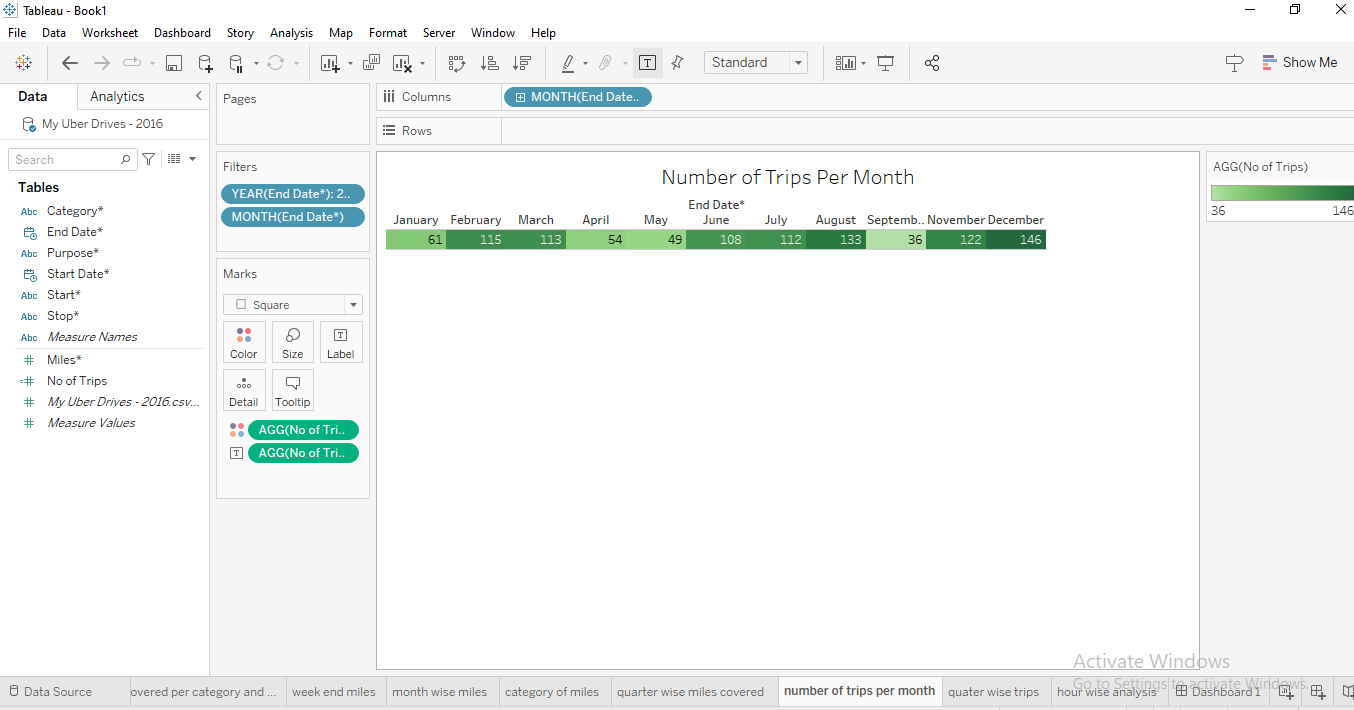 Tableau - Book1
File Data Worksheet Dashboard Story Analysis Map Format Server Window Help
Standard
Show Me
Data Analytics
My Uber Drives - 2016
Search
Tables
Abc Category*
End Date*
Abc Purpose*
Start Date*
Abc Start*
Abc Stop*
Abc Measure Names
Miles*
No of Trips
My Uber Drives - 2016.csv...
Measure Values
Pages
Filters
YEAR(End Date*): 2..
MONTH(End Date*)
Marks
Square
Color Size Label
Detail Tooltip
AGG(No of Tri..
AGG(No of Tri..
Columns MONTH(End Date..
Rows
Number of Trips Per Month
End Date*
January February March April May June July August Septemb.. November December
61 115 113 54 49 108 112 133 36 122 146
AGG(No of Trips)
36 146
Activate Windows
Go to Settings to activate Windows.
Data Source overed per category and ... week end miles month wise miles category of miles quarter wise miles covered number of trips per month quater wise trips hour wise analysis Dashboard 1